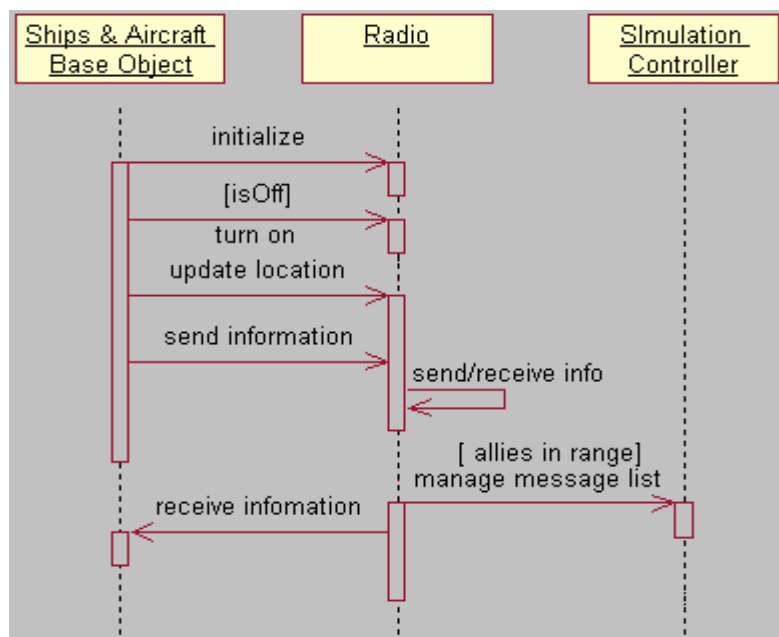 Ships & Aircraft
Base Object
Radio
SImulation
Controller
initialize
[isOff]
turn on
update location
send information
send/receive info
[ allies in range]
manage message list
receive infomation